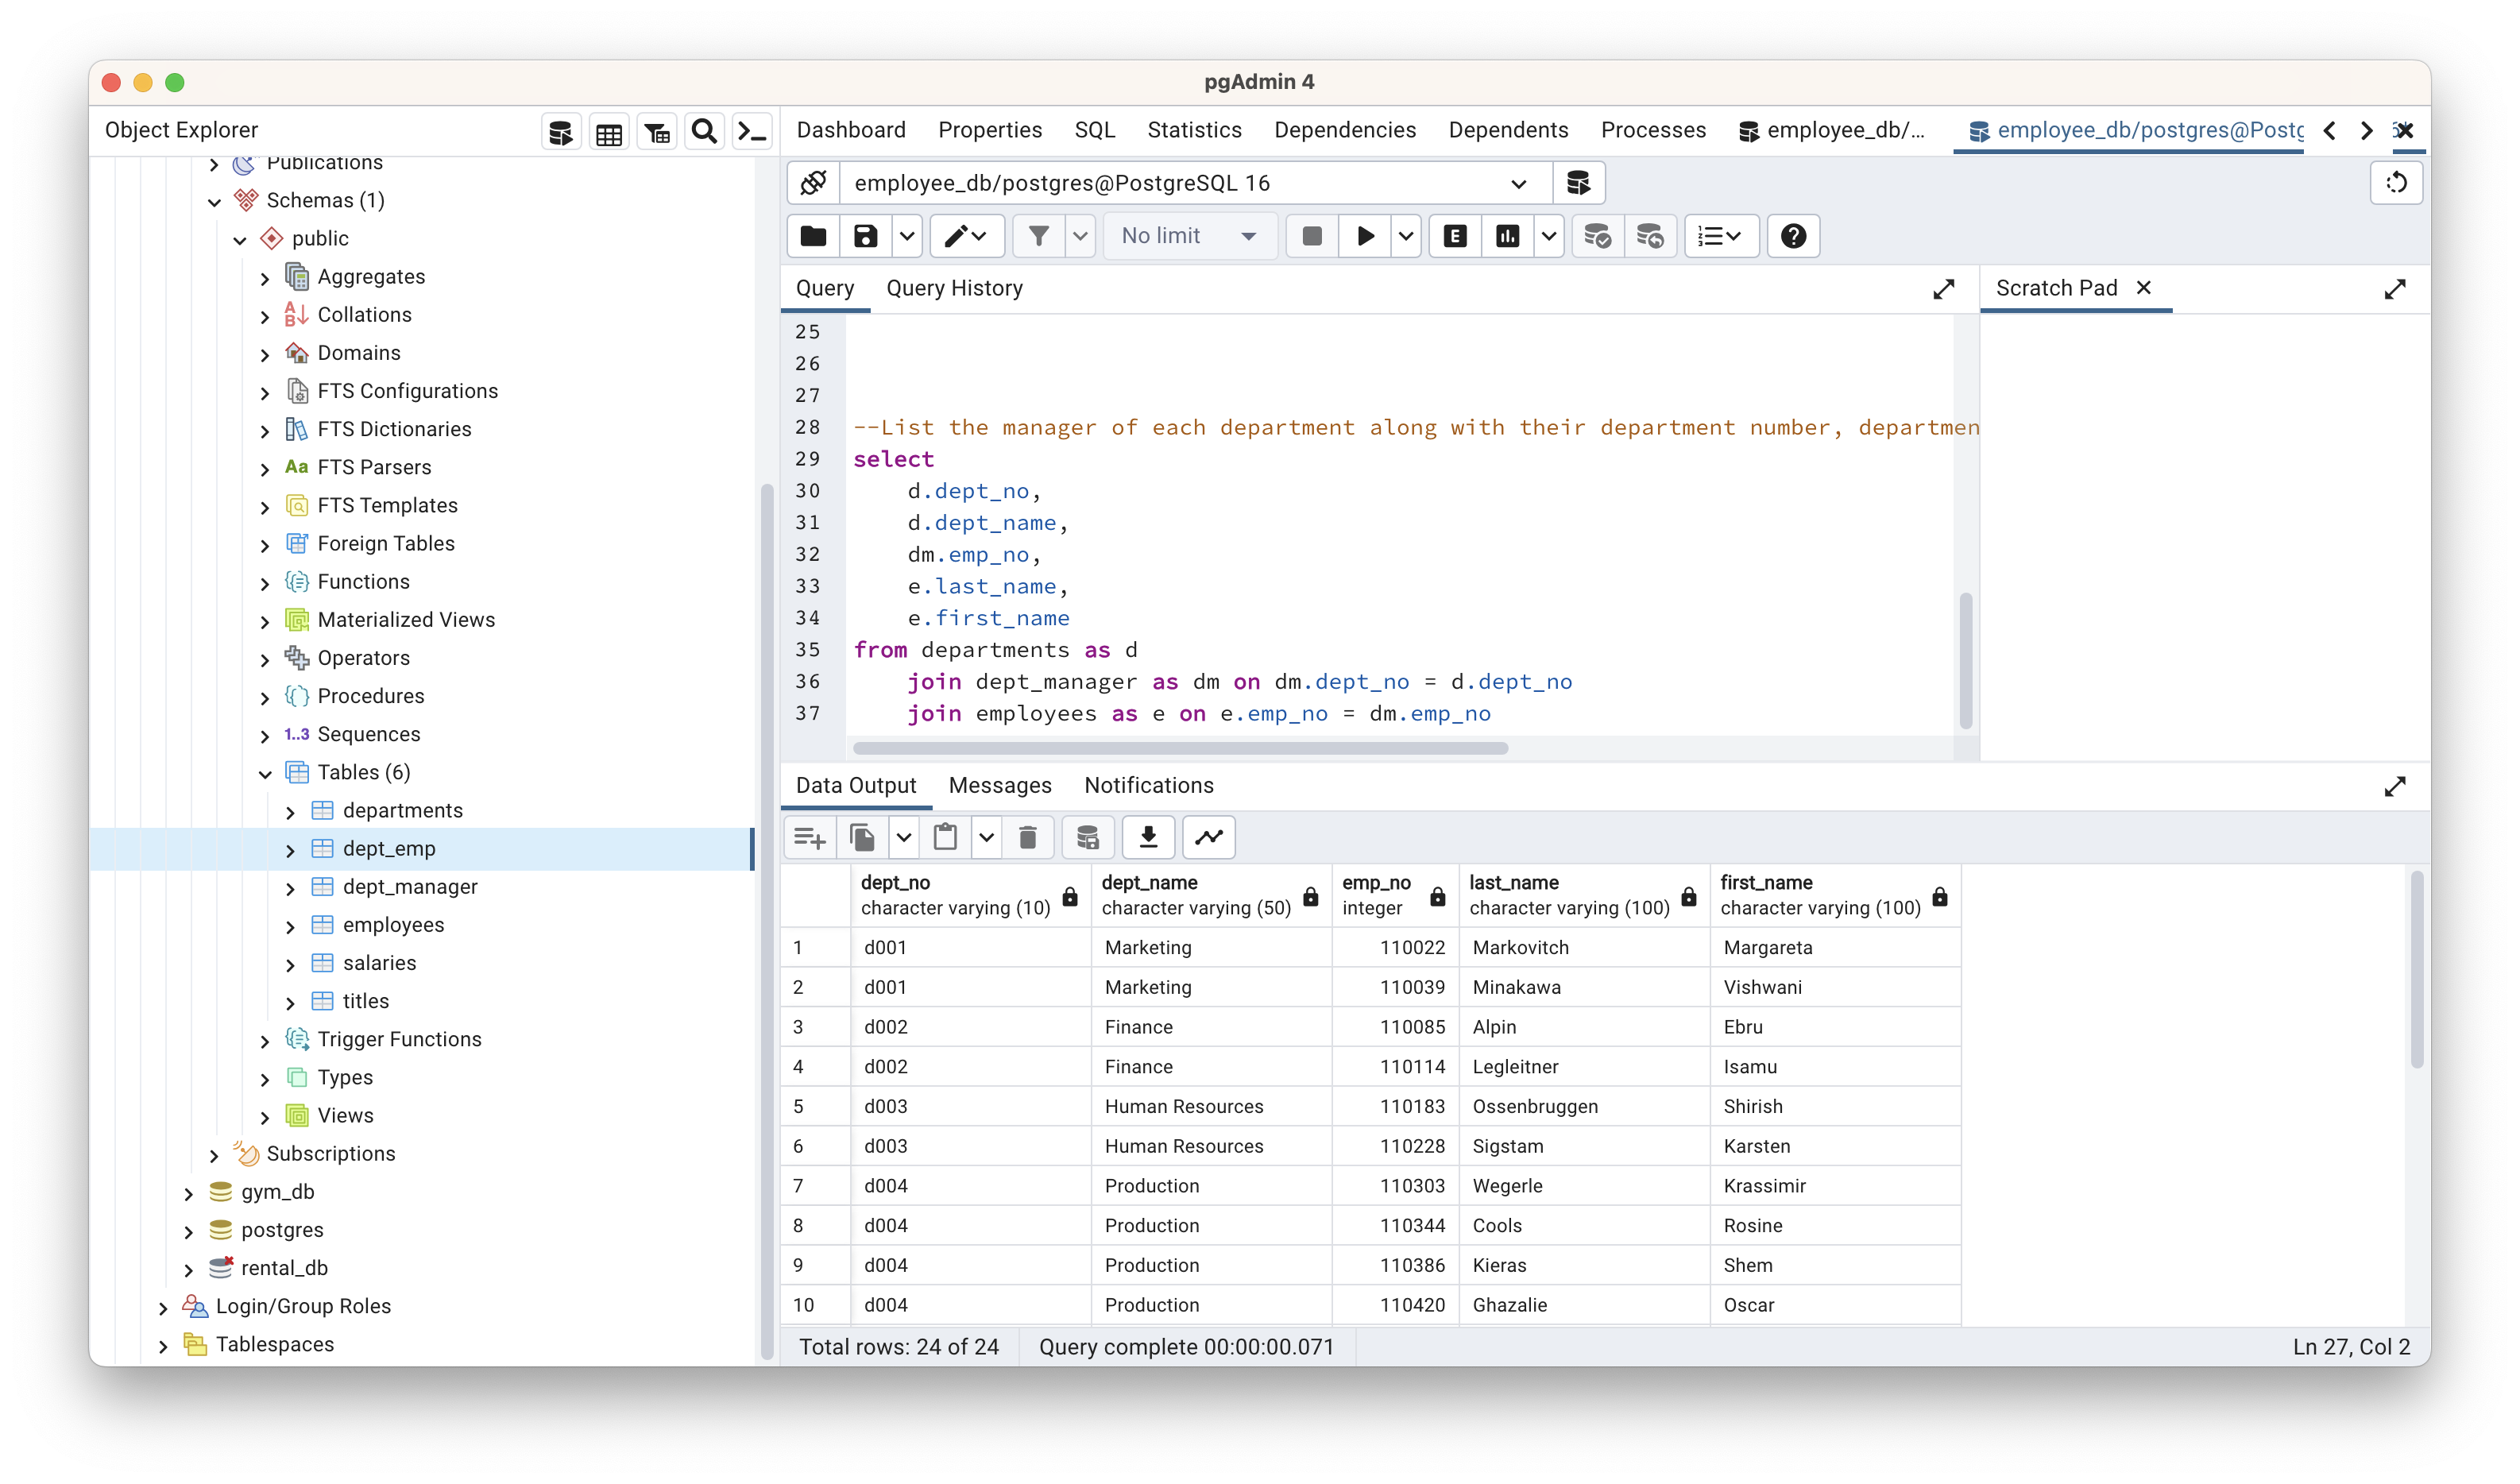 pgAdmin 4
Object Explorer
Publications
Schemas (1)
public
Aggregates
Collations
Domains
FTS Configurations
FTS Dictionaries
Aa FTS Parsers
FTS Templates
Foreign Tables
Functions
Materialized Views
Operators
Procedures
1..3 Sequences
Tables (6)
departments
dept_emp
dept_manager
employees
salaries
titles
Trigger Functions
Types
Views
Subscriptions
gym_db
postgres
rental_db
Login/Group Roles
Tablespaces
Dashboard Properties SQL Statistics Dependencies Dependents Processes employee_db/... employee_db/postgres@Postg
employee_db/postgres@PostgreSQL 16
No limit E
Query Query History
Scratch Pad
25
26
27
28 --List the manager of each department along with their department number, departmen
29 select
30 d.dept_no,
31 d.dept_name,
32 dm.emp_no,
33 e.last_name,
34 e.first_name
35 from departments as d
36 join dept_manager as dm on dm.dept_no = d.dept_no
37 join employees as e on e.emp_no = dm.emp_no
Data Output Messages Notifications
dept_no dept_name emp_no last_name first_name
character varying (10) character varying (50) integer character varying (100) character varying (100)
1 d001 Marketing 110022 Markovitch Margareta
2 d001 Marketing 110039 Minakawa Vishwani
3 d002 Finance 110085 Alpin Ebru
4 d002 Finance 110114 Legleitner Isamu
5 d003 Human Resources 110183 Ossenbruggen Shirish
6 d003 Human Resources 110228 Sigstam Karsten
7 d004 Production 110303 Wegerle Krassimir
8 d004 Production 110344 Cools Rosine
9 d004 Production 110386 Kieras Shem
10 d004 Production 110420 Ghazalie Oscar
Total rows: 24 of 24 Query complete 00:00:00.071 Ln 27, Col 2